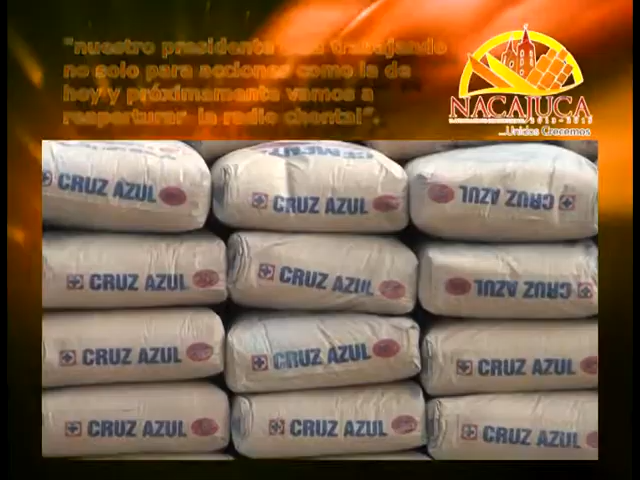 "nuestro presidente está trabajando
no solo para acciones como la de
hoy y próximamente vamos a
reaperturar la radio chontal".
NACAJUCA
...Unidos Crecemos
CRUZ AZUL
CEMENTO
CRUZ AZUL
CRUZ AZUL
CRUZ AZUL
CRUZ AZUL
CRUZ AZUL
CRUZ AZUL
CRUZ AZUL
CRUZ AZUL
CRUZ AZUL
CRUZ AZUL
CRUZ AZUL